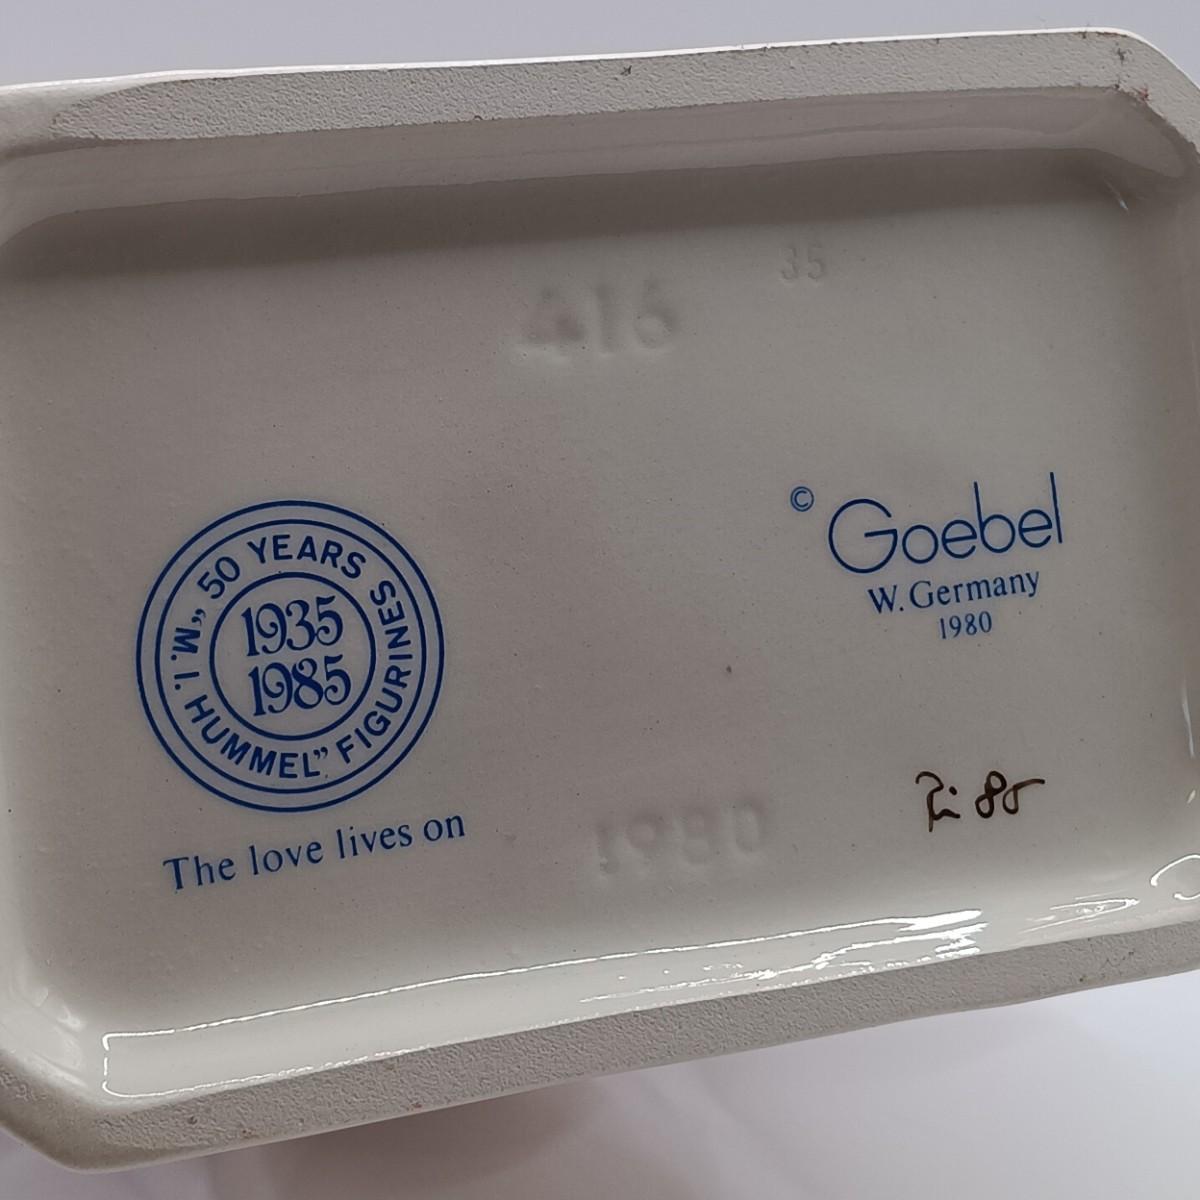 35
416
© Goebel
W. Germany
1980
50 YEARS
"M. I. HUMMEL" FIGURINES
1935
1985
The love lives on
1980